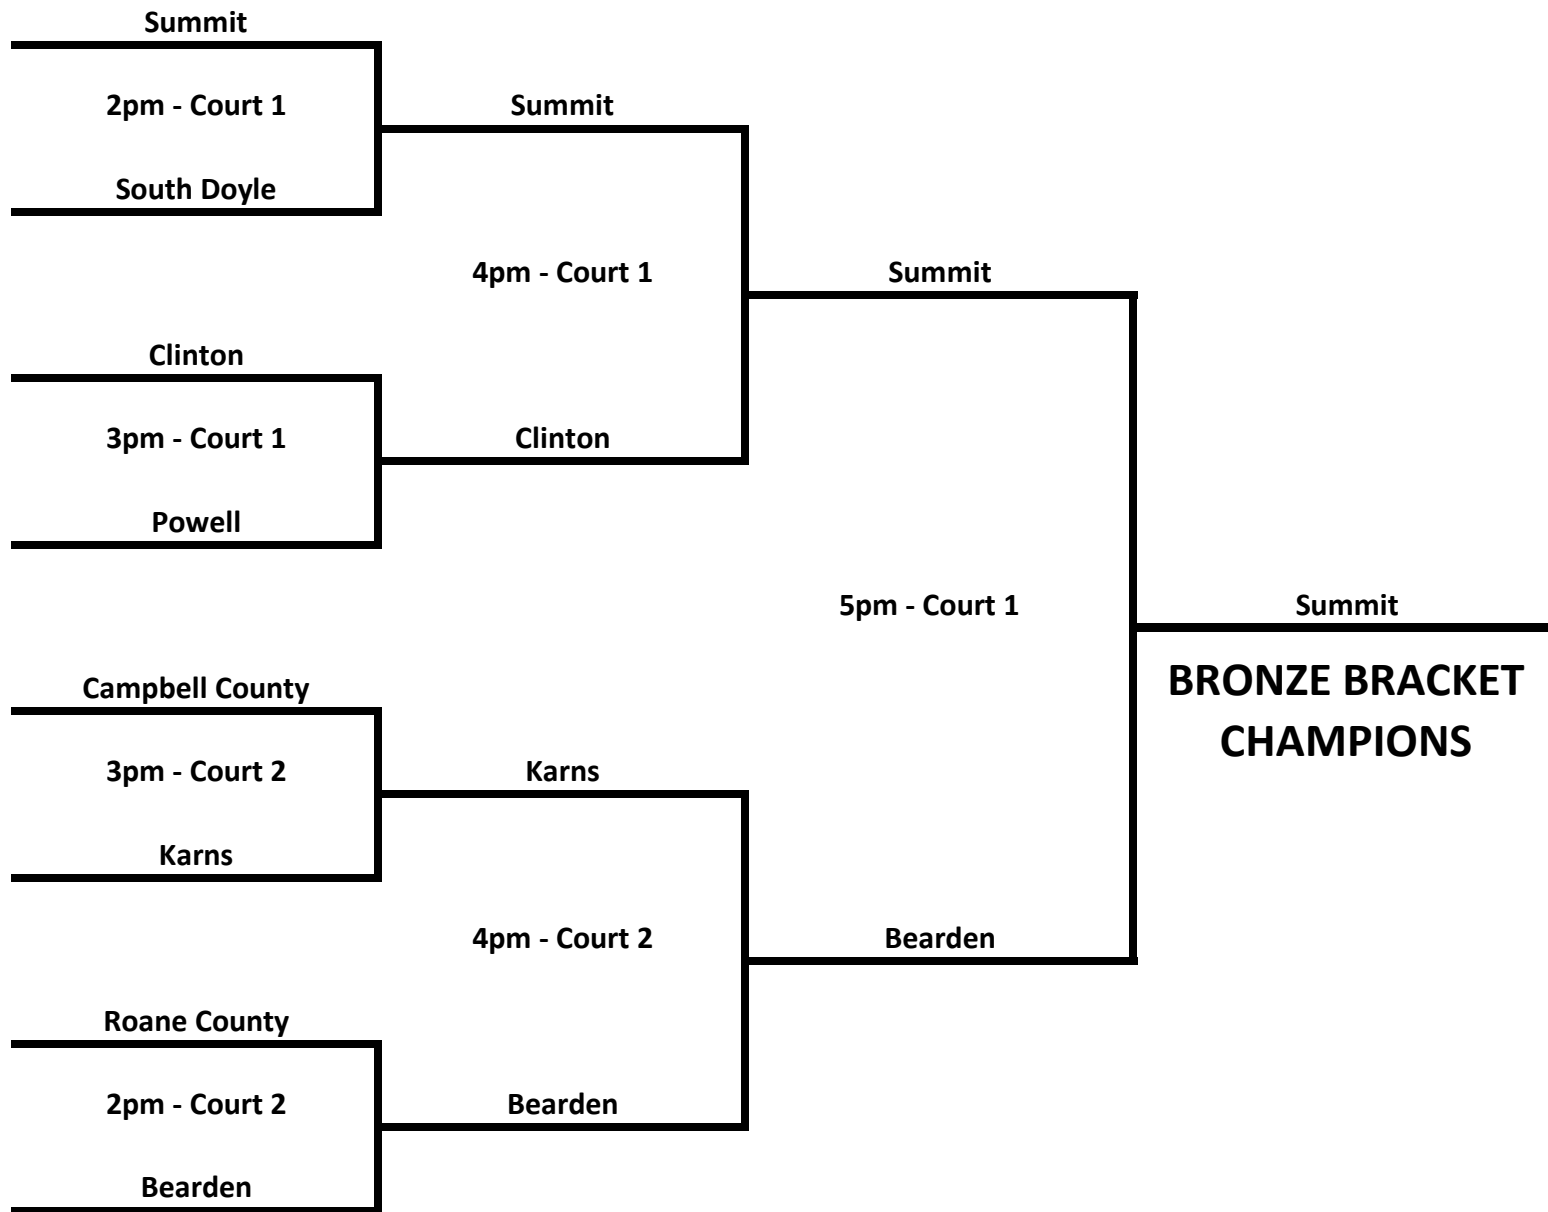 Summit
2pm - Court 1
Summit
South Doyle
4pm - Court 1
Summit
Clinton
3pm - Court 1
Clinton
Powell
5pm - Court 1
Summit
BRONZE BRACKET
CHAMPIONS
Campbell County
3pm - Court 2
Karns
Karns
4pm - Court 2
Bearden
Roane County
2pm - Court 2
Bearden
Bearden